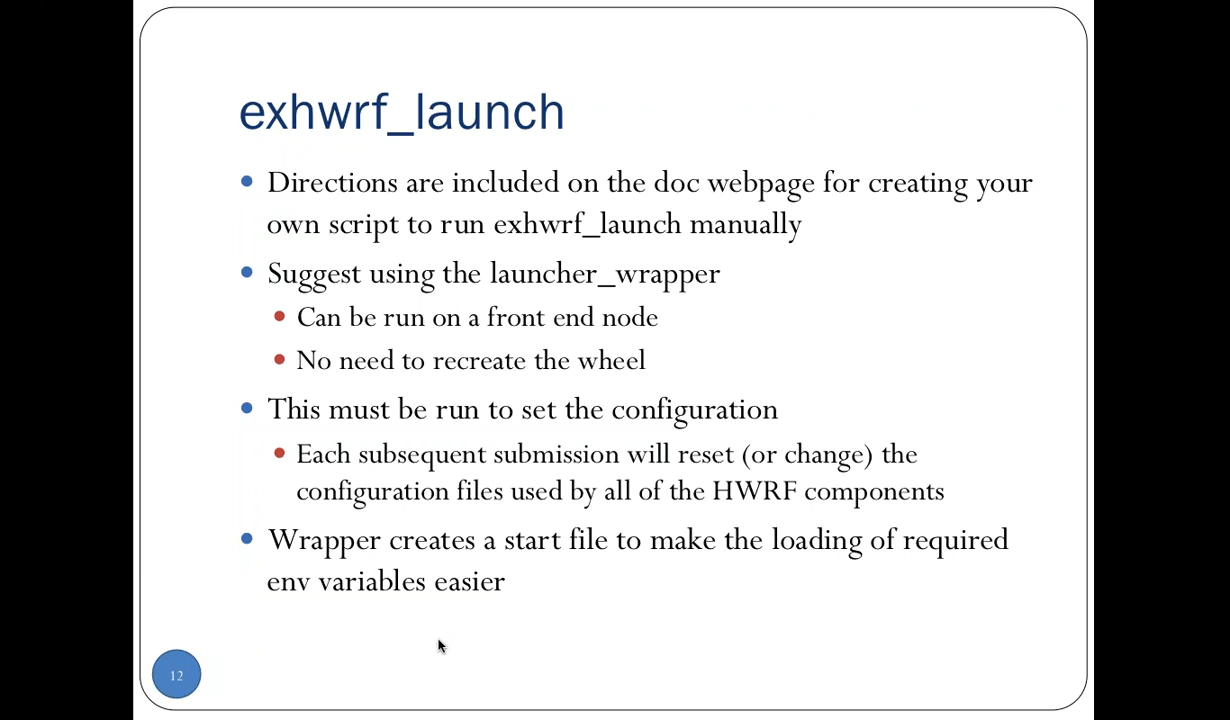 exhwrf_launch
Directions are included on the doc webpage for creating your
own script to run exhwrf_launch manually
Suggest using the launcher_wrapper
Can be run on a front end node
No need to recreate the wheel
This must be run to set the configuration
Each subsequent submission will reset (or change) the
configuration files used by all of the HWRF components
Wrapper creates a start file to make the loading of required
env variables easier
12